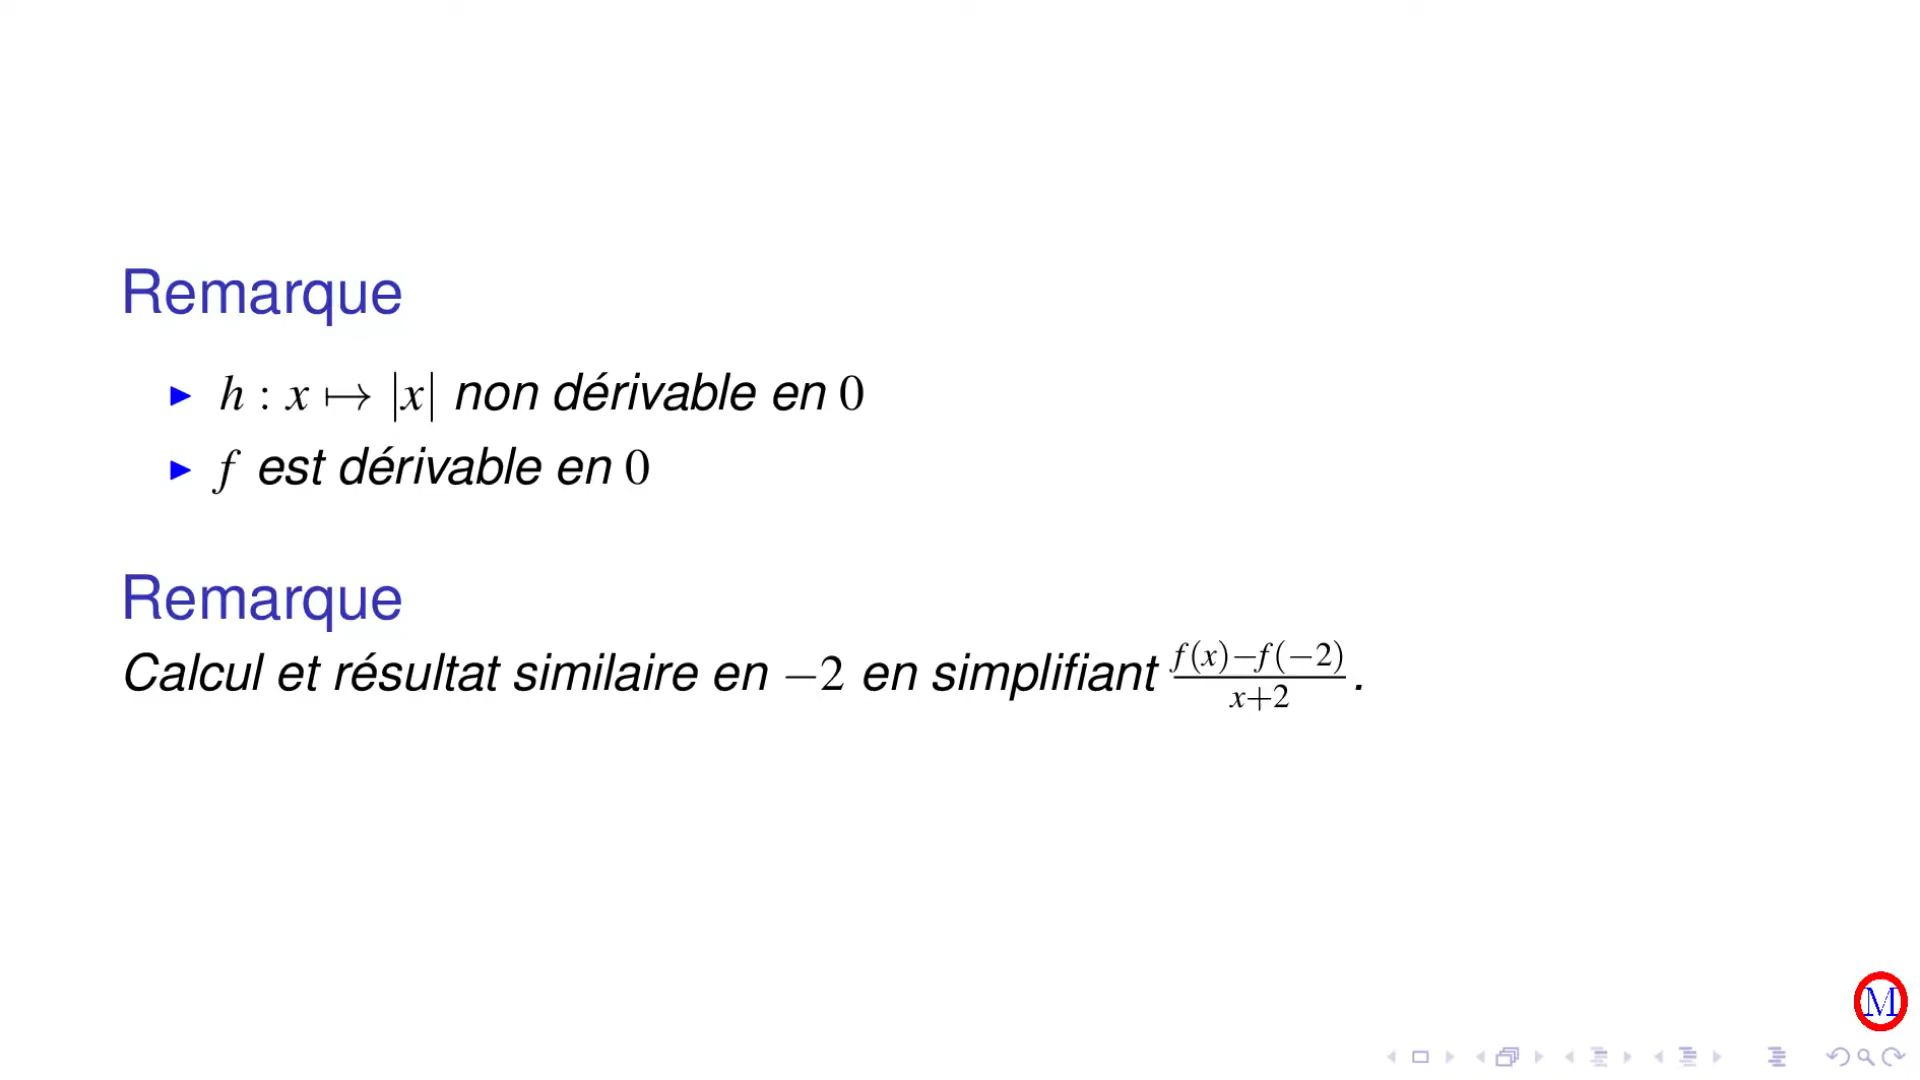 Remarque
▶ h : x ↦ |x| non dérivable en 0
▶ f est dérivable en 0
Remarque
Calcul et résultat similaire en −2 en simplifiant \frac{f(x)−f(−2)}{x+2}.
M